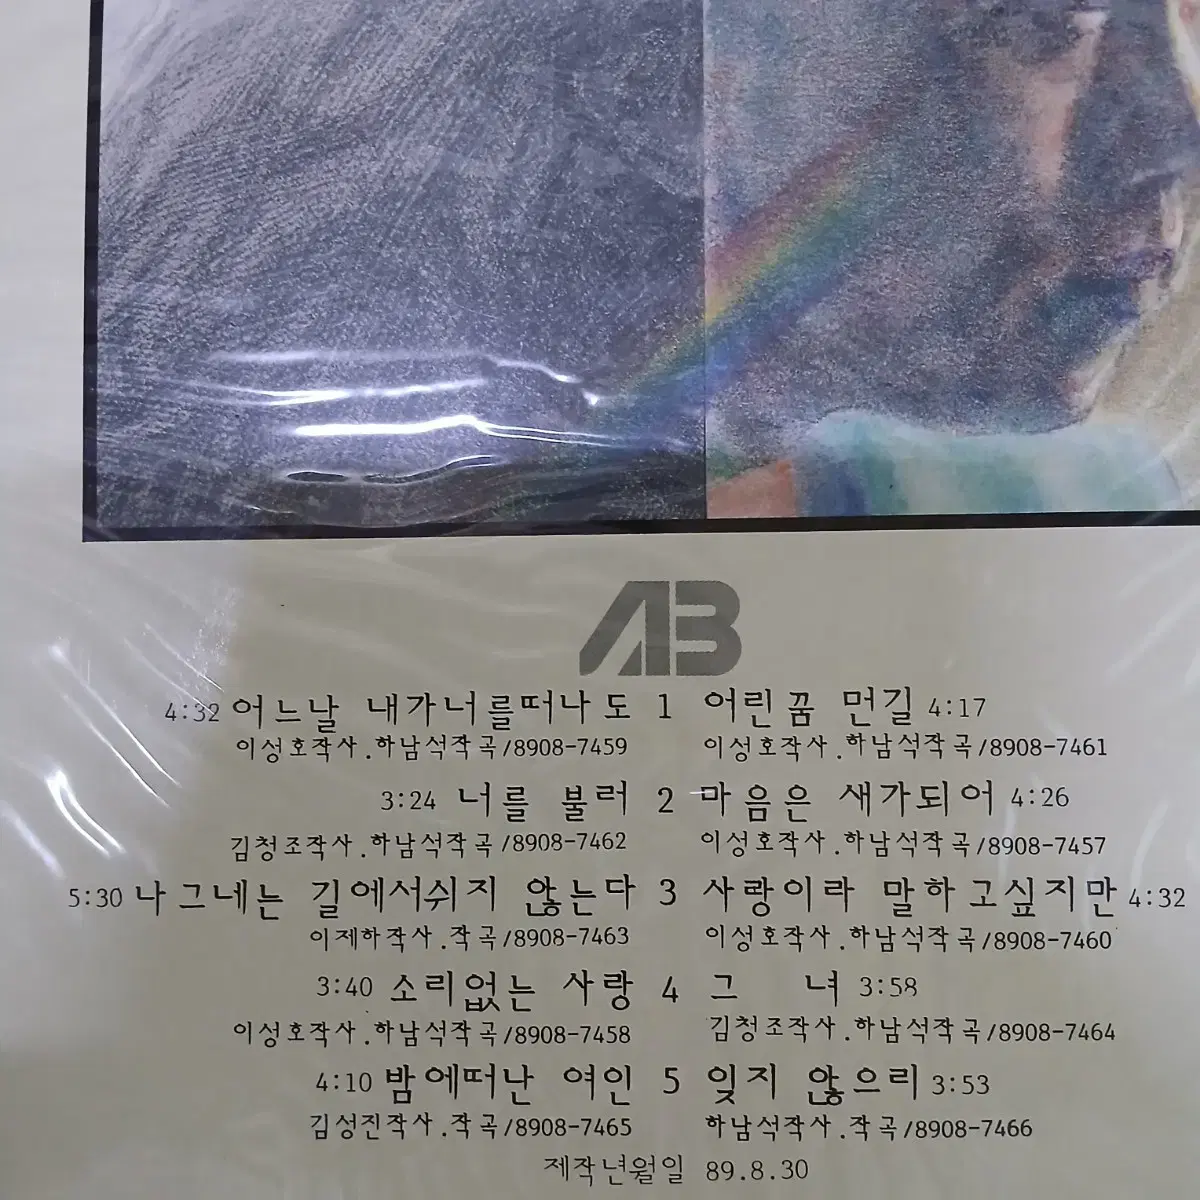 AB
4:32 어느날 내가너를떠나도 1 어린꿈 먼길 4:17
이성호작사.하남석작곡/8908-7459 이성호작사.하남석작곡/8908-7461
3:24 너를 불러 2 마음은 새가되어 4:26
김청조작사.하남석작곡/8908-7462 이성호작사.하남석작곡/8908-7457
5:30 나그네는 길에서쉬지 않는다 3 사랑이라 말하고싶지만 4:32
이제하작사.작곡/8908-7463 이성호작사.하남석작곡/8908-7460
3:40 소리없는 사랑 4 그 녀 3:58
이성호작사.하남석작곡/8908-7458 김청조작사.하남석작곡/8908-7464
4:10 밤에떠난 여인 5 잊지 않으리 3:53
김성진작사.작곡/8908-7465 하남석작사.작곡/8908-7466
제작년월일 89.8.30